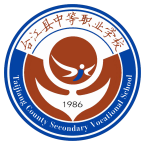 台江县中等职业学校
1986
Taijiang County Secondary Vocational School